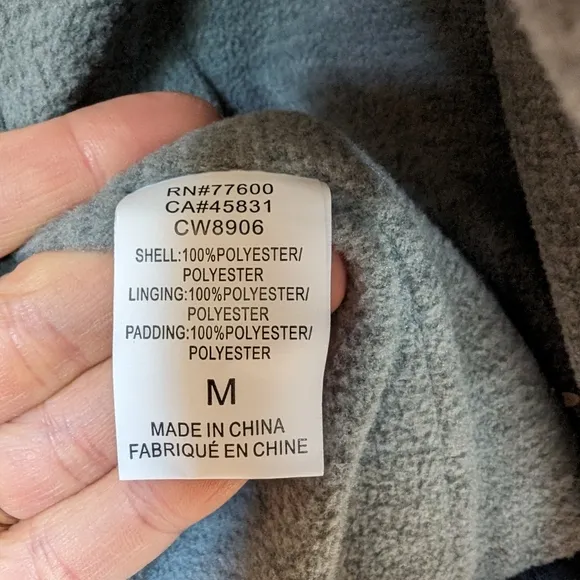 RN#77600
CA#45831
CW8906
SHELL:100%POLYESTER/
POLYESTER
LINGING:100%POLYESTER/
POLYESTER
PADDING:100%POLYESTER/
POLYESTER
M
MADE IN CHINA
FABRIQUÉ EN CHINE